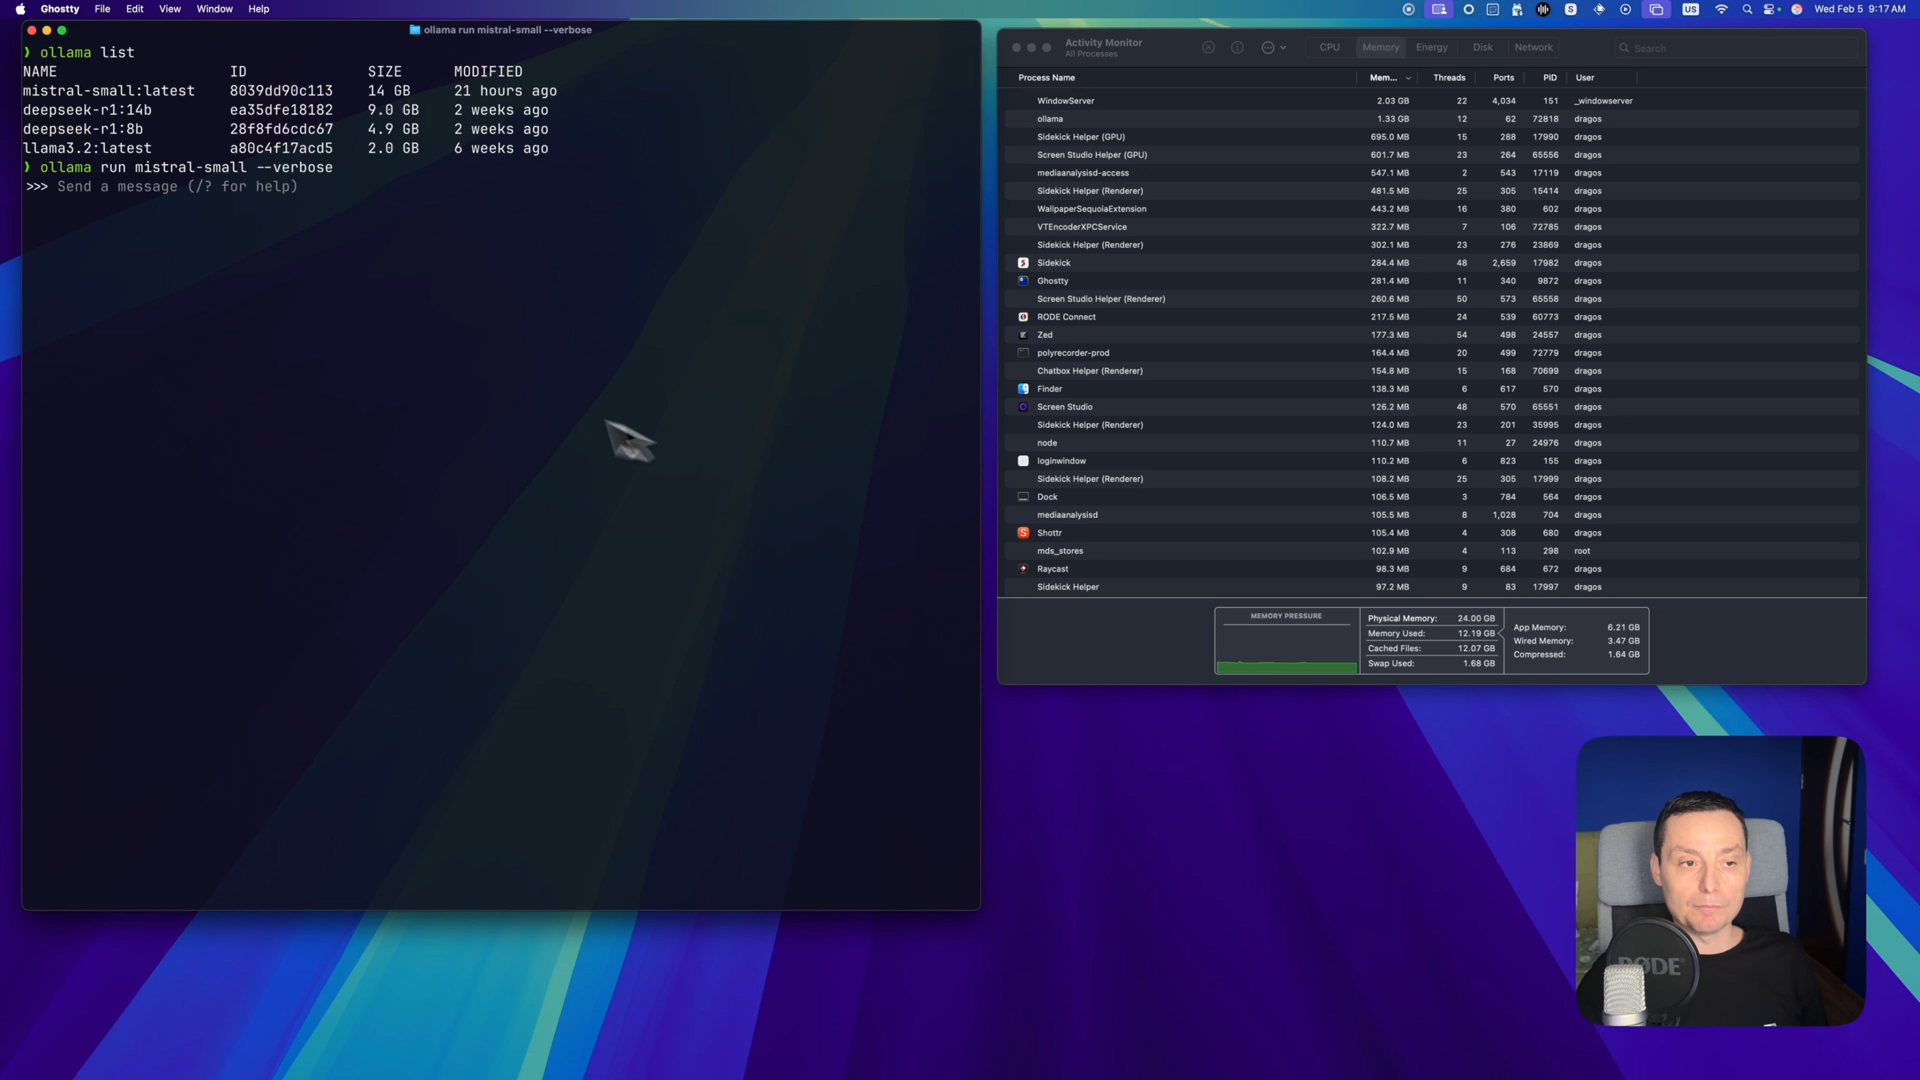 Ghostty File Edit View Window Help
US Wed Feb 5 9:17 AM
ollama run mistral-small --verbose
❯ ollama list
NAME ID SIZE MODIFIED
mistral-small:latest 8039dd90c113 14 GB 21 hours ago
deepseek-r1:14b ea35dfe18182 9.0 GB 2 weeks ago
deepseek-r1:8b 28f8fd6cdc67 4.9 GB 2 weeks ago
llama3.2:latest a80c4f17acd5 2.0 GB 6 weeks ago
❯ ollama run mistral-small --verbose
>>> Send a message (/? for help)
Activity Monitor
All Processes
CPU Memory Energy Disk Network Search
Process Name Mem... Threads Ports PID User
WindowServer 2.03 GB 22 4,034 151 _windowserver
ollama 1.33 GB 12 62 72818 dragos
Sidekick Helper (GPU) 695.0 MB 15 288 17990 dragos
Screen Studio Helper (GPU) 601.7 MB 23 264 65556 dragos
mediaanalysisd-access 547.1 MB 2 543 17119 dragos
Sidekick Helper (Renderer) 481.5 MB 25 305 15414 dragos
WallpaperSequoiaExtension 443.2 MB 16 380 602 dragos
VTEncoderXPCService 322.7 MB 7 106 72785 dragos
Sidekick Helper (Renderer) 302.1 MB 23 276 23869 dragos
Sidekick 284.4 MB 48 2,659 17982 dragos
Ghostty 281.4 MB 11 340 9872 dragos
Screen Studio Helper (Renderer) 260.6 MB 50 573 65558 dragos
RODE Connect 217.5 MB 24 539 60773 dragos
Zed 177.3 MB 54 498 24557 dragos
polyrecorder-prod 164.4 MB 20 499 72779 dragos
Chatbox Helper (Renderer) 154.8 MB 15 168 70699 dragos
Finder 138.3 MB 6 617 570 dragos
Screen Studio 126.2 MB 48 570 65551 dragos
Sidekick Helper (Renderer) 124.0 MB 23 201 35995 dragos
node 110.7 MB 11 27 24976 dragos
loginwindow 110.2 MB 6 823 155 dragos
Sidekick Helper (Renderer) 108.2 MB 25 305 17999 dragos
Dock 106.5 MB 3 784 564 dragos
mediaanalysisd 105.5 MB 8 1,028 704 dragos
Shottr 105.4 MB 4 308 680 dragos
mds_stores 102.9 MB 4 113 298 root
Raycast 98.3 MB 9 684 672 dragos
Sidekick Helper 97.2 MB 9 83 17997 dragos
MEMORY PRESSURE
Physical Memory: 24.00 GB
Memory Used: 12.19 GB
Cached Files: 12.07 GB
Swap Used: 1.68 GB
App Memory: 6.21 GB
Wired Memory: 3.47 GB
Compressed: 1.64 GB
RØDE